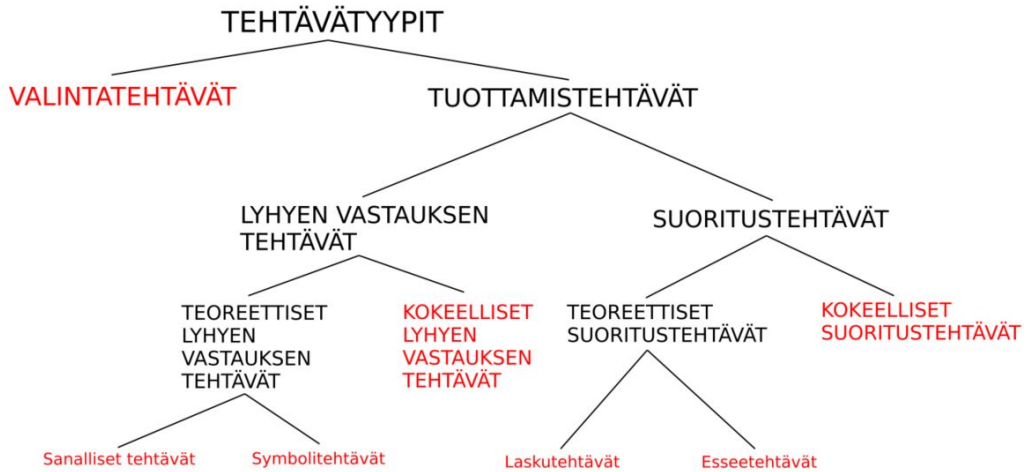 TEHTÄVÄTYYPIT
VALINTATEHTÄVÄT
TUOTTAMISTEHTÄVÄT
LYHYEN VASTAUKSEN
TEHTÄVÄT
SUORITUSTEHTÄVÄT
TEOREETTISET
LYHYEN
VASTAUKSEN
TEHTÄVÄT
KOKEELLISET
LYHYEN
VASTAUKSEN
TEHTÄVÄT
TEOREETTISET
SUORITUSTEHTÄVÄT
KOKEELLISET
SUORITUSTEHTÄVÄT
Sanalliset tehtävät
Symbolitehtävät
Laskutehtävät
Esseetehtävät